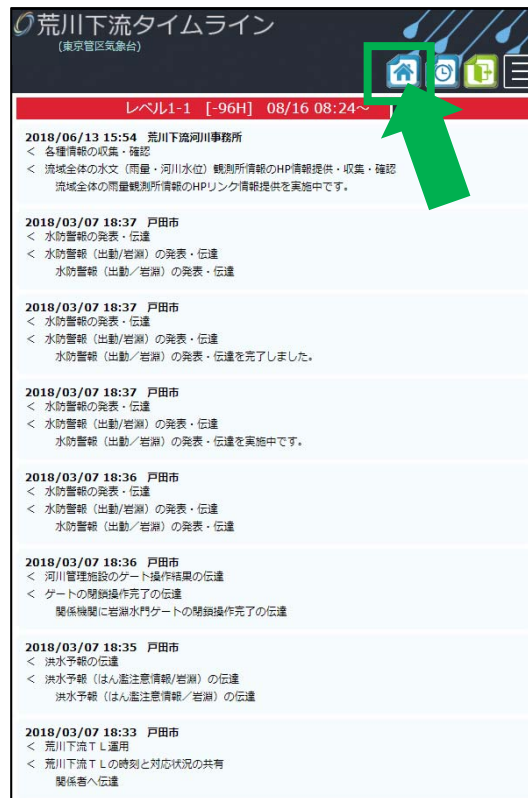 荒川下流タイムライン
(東京管区気象台)
レベル1-1 [-96H] 08/16 08:24～
2018/06/13 15:54 荒川下流河川事務所
< 各種情報の収集・確認
< 流域全体の水文（雨量・河川水位）観測所情報のHP情報提供・収集・確認
流域全体の雨量観測所情報のHPリンク情報提供を実施中です。
2018/03/07 18:37 戸田市
< 水防警報の発表・伝達
< 水防警報（出動/岩淵）の発表・伝達
水防警報（出動／岩淵）の発表・伝達
2018/03/07 18:37 戸田市
< 水防警報の発表・伝達
< 水防警報（出動/岩淵）の発表・伝達
水防警報（出動／岩淵）の発表・伝達を完了しました。
2018/03/07 18:37 戸田市
< 水防警報の発表・伝達
< 水防警報（出動/岩淵）の発表・伝達
水防警報（出動／岩淵）の発表・伝達を実施中です。
2018/03/07 18:36 戸田市
< 水防警報の発表・伝達
< 水防警報（出動/岩淵）の発表・伝達
水防警報（出動／岩淵）の発表・伝達
2018/03/07 18:36 戸田市
< 河川管理施設のゲート操作結果の伝達
< ゲートの閉鎖操作完了の伝達
関係機関に岩淵水門ゲートの閉鎖操作完了の伝達
2018/03/07 18:35 戸田市
< 洪水予報の伝達
< 洪水予報（はん濫注意情報/岩淵）の伝達
洪水予報（はん濫注意情報／岩淵）の伝達
2018/03/07 18:33 戸田市
< 荒川下流ＴＬ運用
< 荒川下流ＴＬの時刻と対応状況の共有
関係者へ伝達